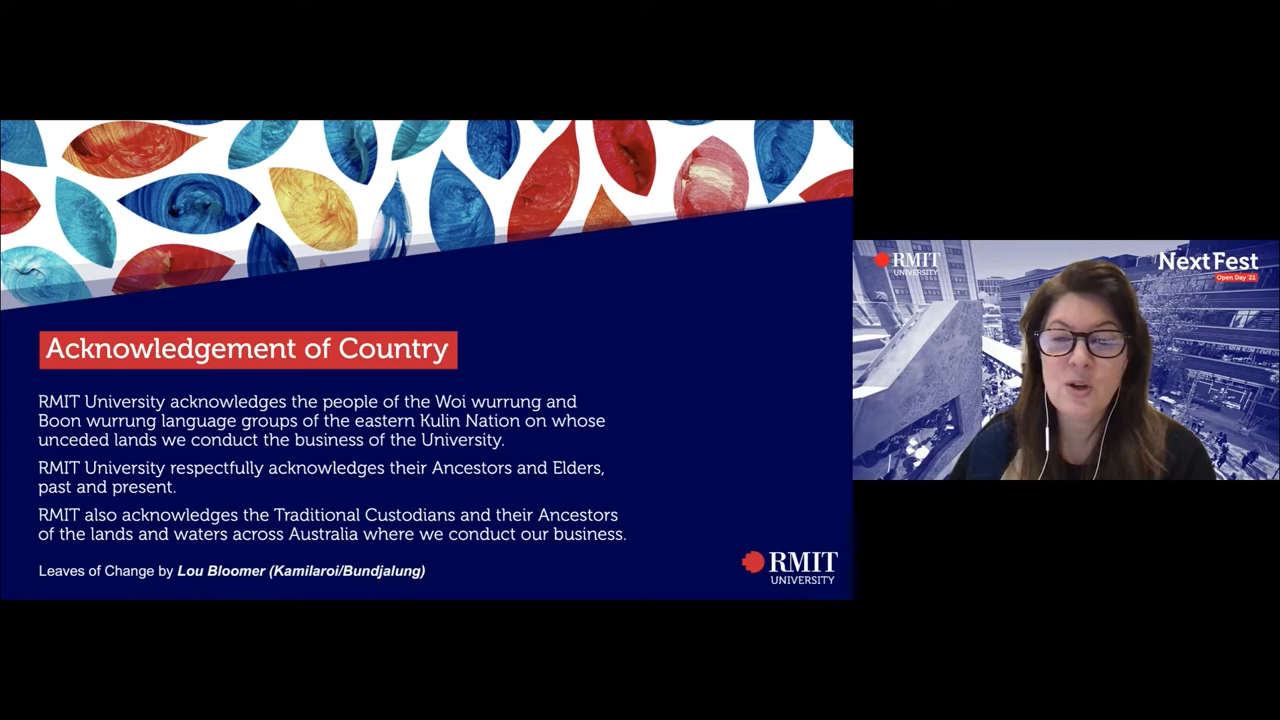 Acknowledgement of Country
RMIT University acknowledges the people of the Woi wurrung and
Boon wurrung language groups of the eastern Kulin Nation on whose
unceded lands we conduct the business of the University.
RMIT University respectfully acknowledges their Ancestors and Elders,
past and present.
RMIT also acknowledges the Traditional Custodians and their Ancestors
of the lands and waters across Australia where we conduct our business.
Leaves of Change by Lou Bloomer (Kamilaroi/Bundjalung)
RMIT
UNIVERSITY
RMIT
UNIVERSITY
NextFest
Open Day '21